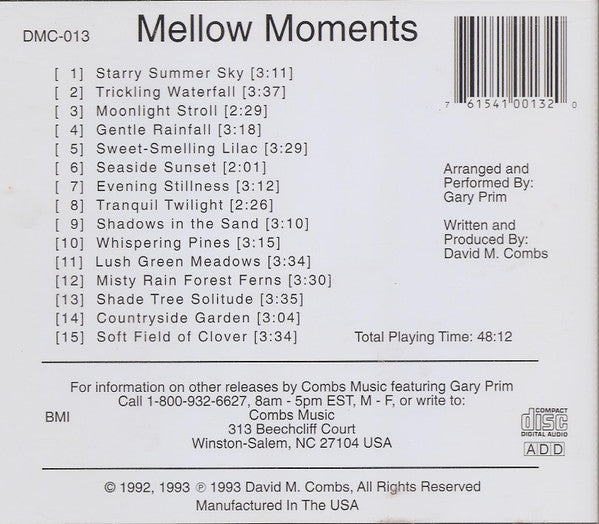 DMC-013
Mellow Moments
[ 1] Starry Summer Sky [3:11]
[ 2] Trickling Waterfall [3:37]
[ 3] Moonlight Stroll [2:29]
[ 4] Gentle Rainfall [3:18]
[ 5] Sweet-Smelling Lilac [3:29]
[ 6] Seaside Sunset [2:01]
[ 7] Evening Stillness [3:12]
[ 8] Tranquil Twilight [2:26]
[ 9] Shadows in the Sand [3:10]
[10] Whispering Pines [3:15]
[11] Lush Green Meadows [3:34]
[12] Misty Rain Forest Ferns [3:30]
[13] Shade Tree Solitude [3:35]
[14] Countryside Garden [3:04]
[15] Soft Field of Clover [3:34]
7 61541 00132 0
Arranged and
Performed By:
Gary Prim
Written and
Produced By:
David M. Combs
Total Playing Time: 48:12
For information on other releases by Combs Music featuring Gary Prim
Call 1-800-932-6627, 8am - 5pm EST, M - F, or write to:
Combs Music
313 Beechcliff Court
Winston-Salem, NC 27104 USA
BMI
COMPACT
disc
DIGITAL AUDIO
ADD
© 1992, 1993 ℗ 1993 David M. Combs, All Rights Reserved
Manufactured In The USA